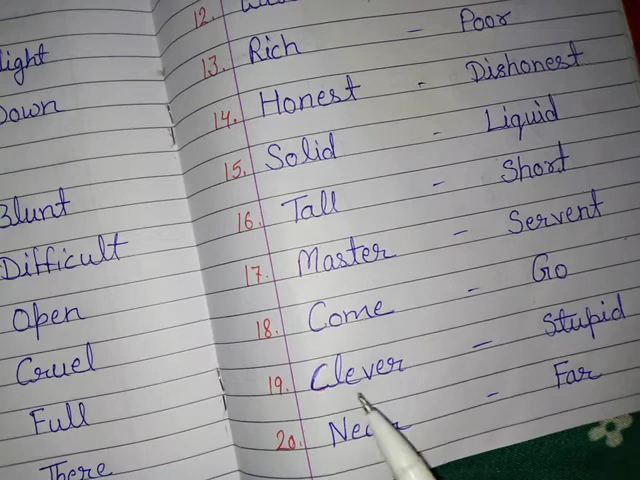 Down
Blunt
Difficult
Open
Cruel
Full
There
12.
13. Rich - Poor
14. Honest - Dishonest
15. Solid - Liquid
16. Tall - Short
17. Master - Servent
18. Come - Go
19. Clever - Stupid
20. - Far